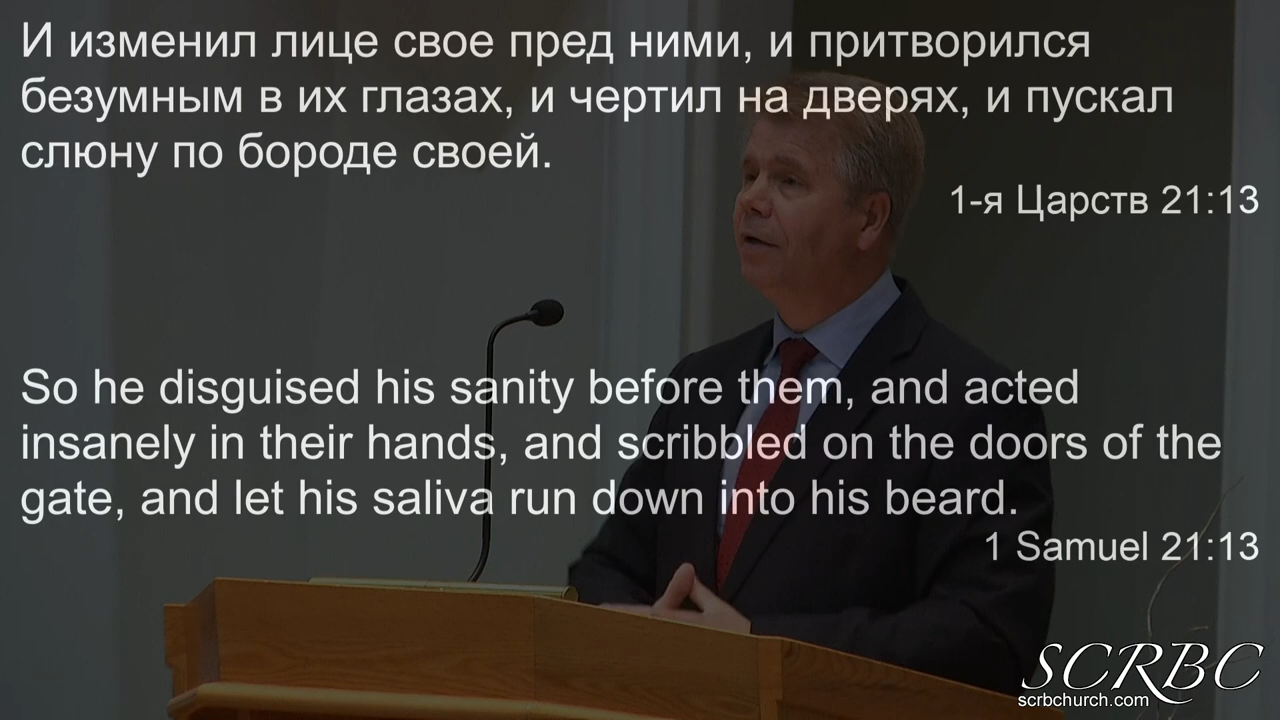 И изменил лице свое пред ними, и притворился
безумным в их глазах, и чертил на дверях, и пускал
слюну по бороде своей.
1-я Царств 21:13
So he disguised his sanity before them, and acted
insanely in their hands, and scribbled on the doors of the
gate, and let his saliva run down into his beard.
1 Samuel 21:13
SCRBC
scrbchurch.com